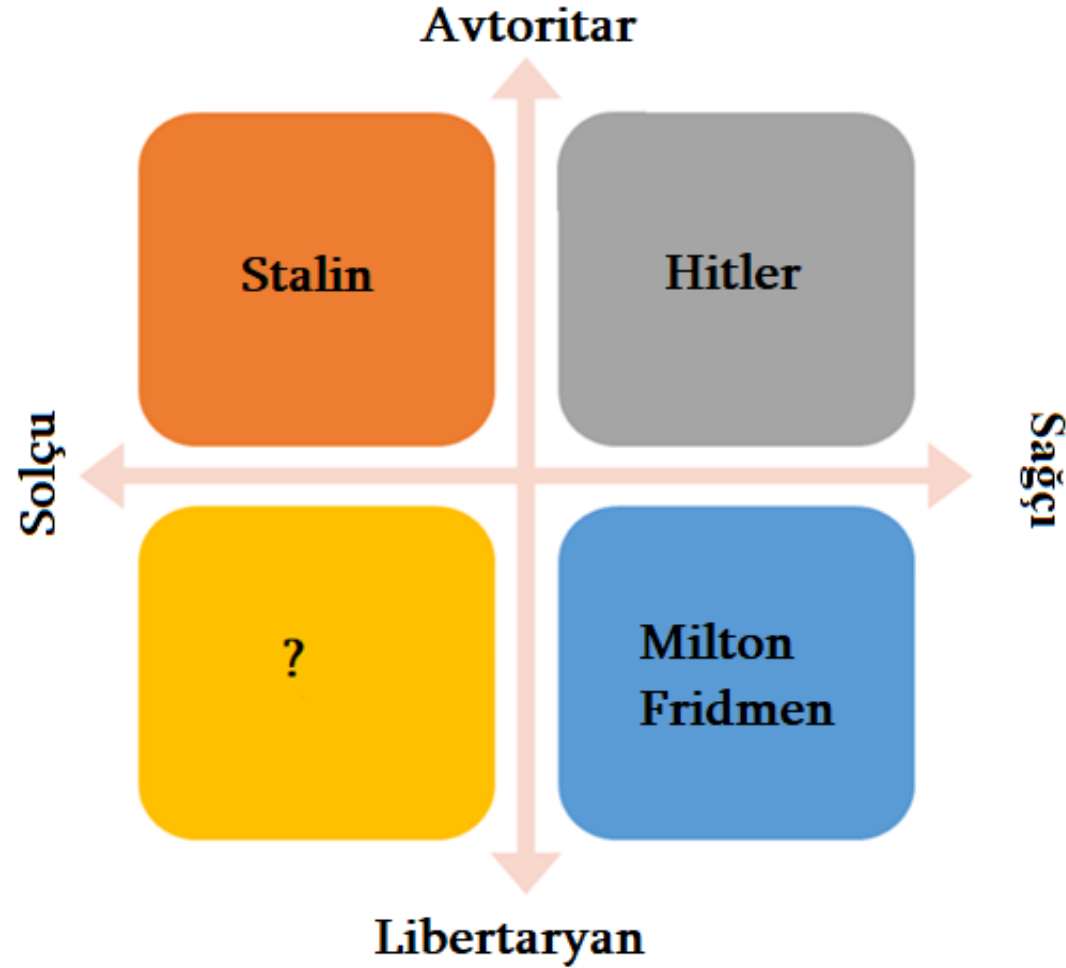 Avtoritar
Stalin
Hitler
Solçu
Sağçı
?
Milton
Fridmen
Libertaryan